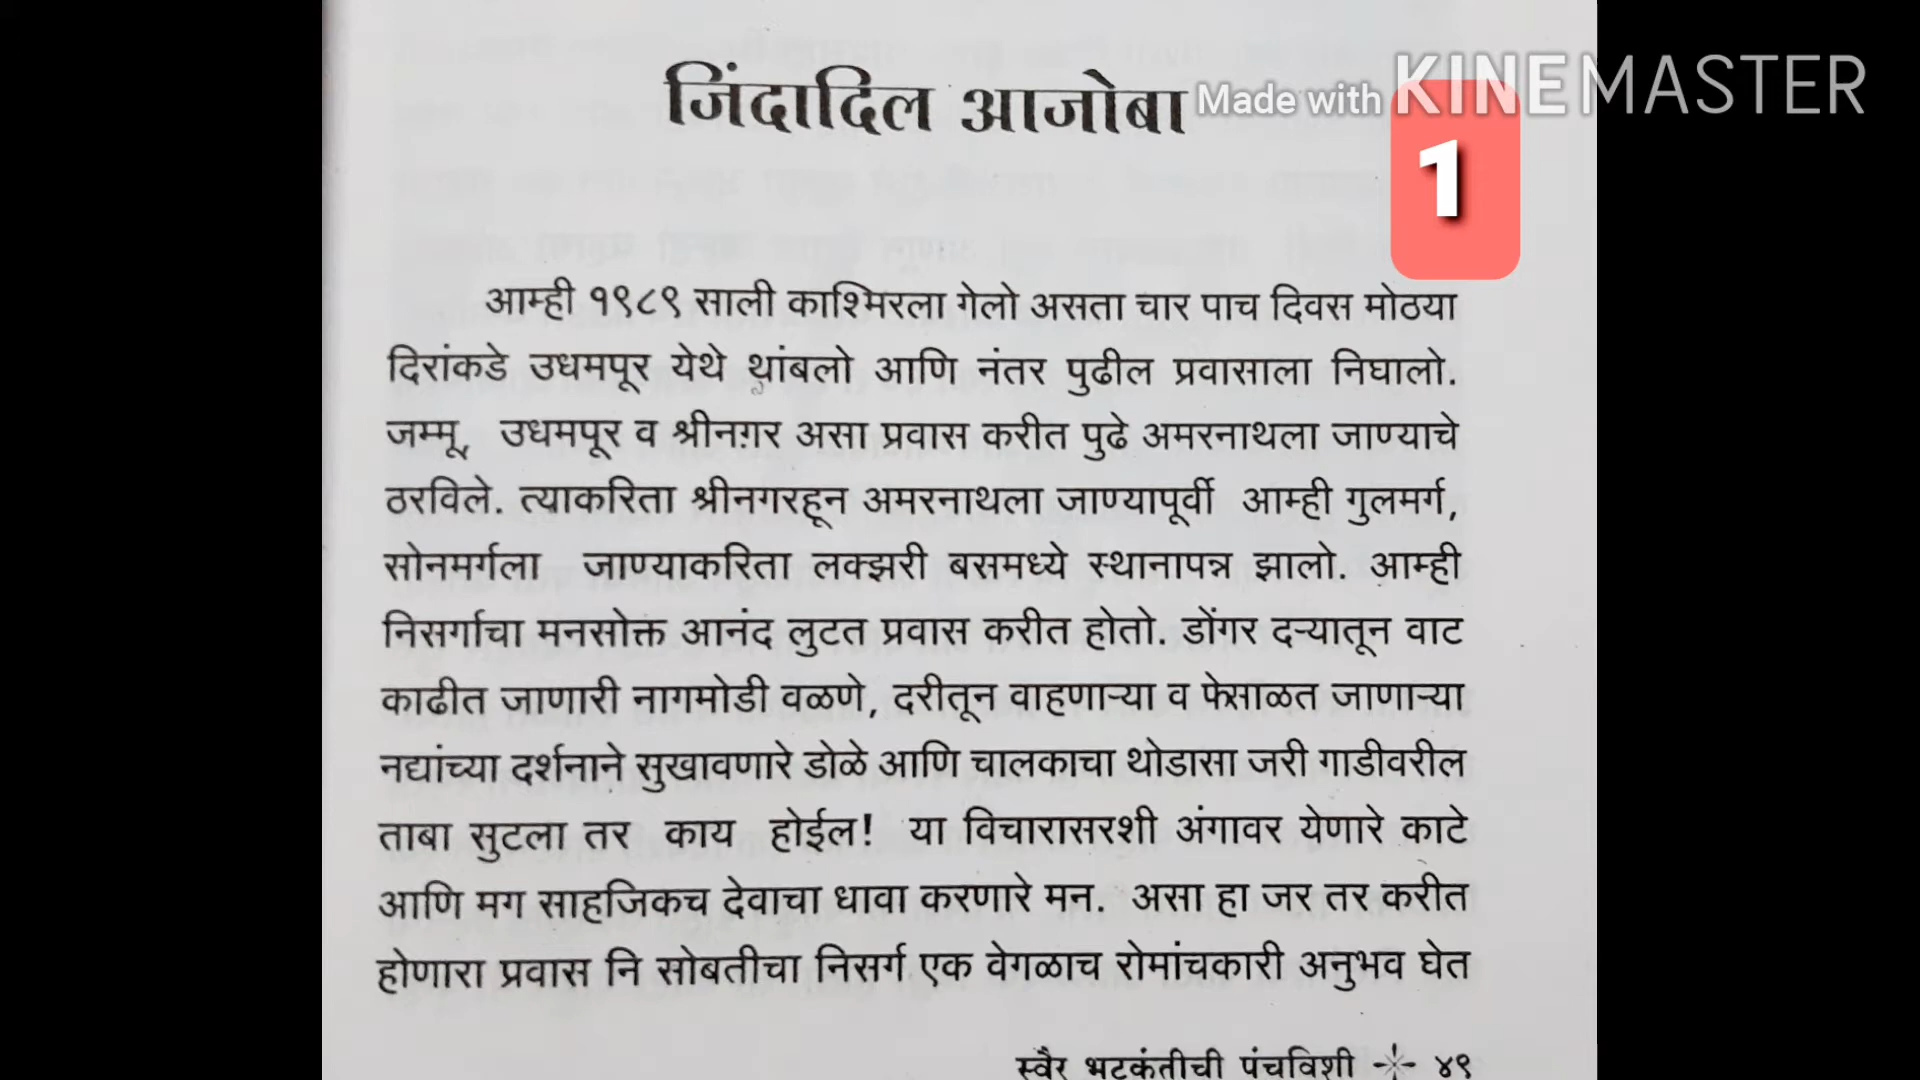 जिंदादिल आजोबा
Made with KINEMASTER
1
आम्ही १९८९ साली काश्मिरला गेलो असता चार पाच दिवस मोठया
दिरांकडे उधमपूर येथे थांबलो आणि नंतर पुढील प्रवासाला निघालो.
जम्मू, उधमपूर व श्रीनग़र असा प्रवास करीत पुढे अमरनाथला जाण्याचे
ठरविले. त्याकरिता श्रीनगरहून अमरनाथला जाण्यापूर्वी आम्ही गुलमर्ग,
सोनमर्गला जाण्याकरिता लक्झरी बसमध्ये स्थानापन्न झालो. आम्ही
निसर्गाचा मनसोक्त आनंद लुटत प्रवास करीत होतो. डोंगर दऱ्यातून वाट
काढीत जाणारी नागमोडी वळणे, दरीतून वाहणाऱ्या व फेसाळत जाणाऱ्या
नद्यांच्या दर्शनाने सुखावणारे डोळे आणि चालकाचा थोडासा जरी गाडीवरील
ताबा सुटला तर काय होईल! या विचारासरशी अंगावर येणारे काटे
आणि मग साहजिकच देवाचा धावा करणारे मन. असा हा जर तर करीत
होणारा प्रवास नि सोबतीचा निसर्ग एक वेगळाच रोमांचकारी अनुभव घेत
स्वैर भटकंतीची पंचविशी ४९